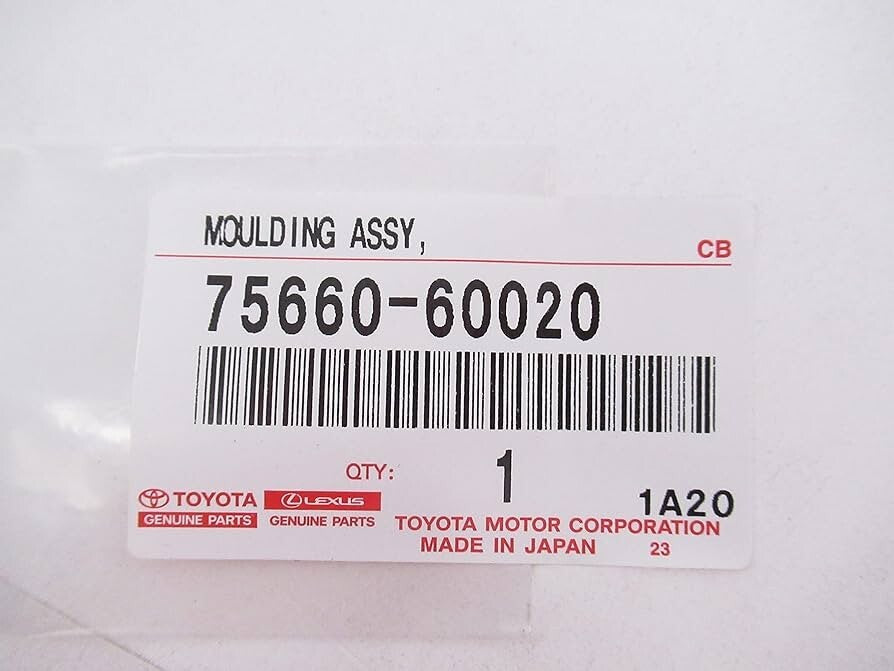 MOULDING ASSY,
CB
75660-60020
QTY: 1
1A20
TOYOTA
GENUINE PARTS
LEXUS
GENUINE PARTS
TOYOTA MOTOR CORPORATION
MADE IN JAPAN 23